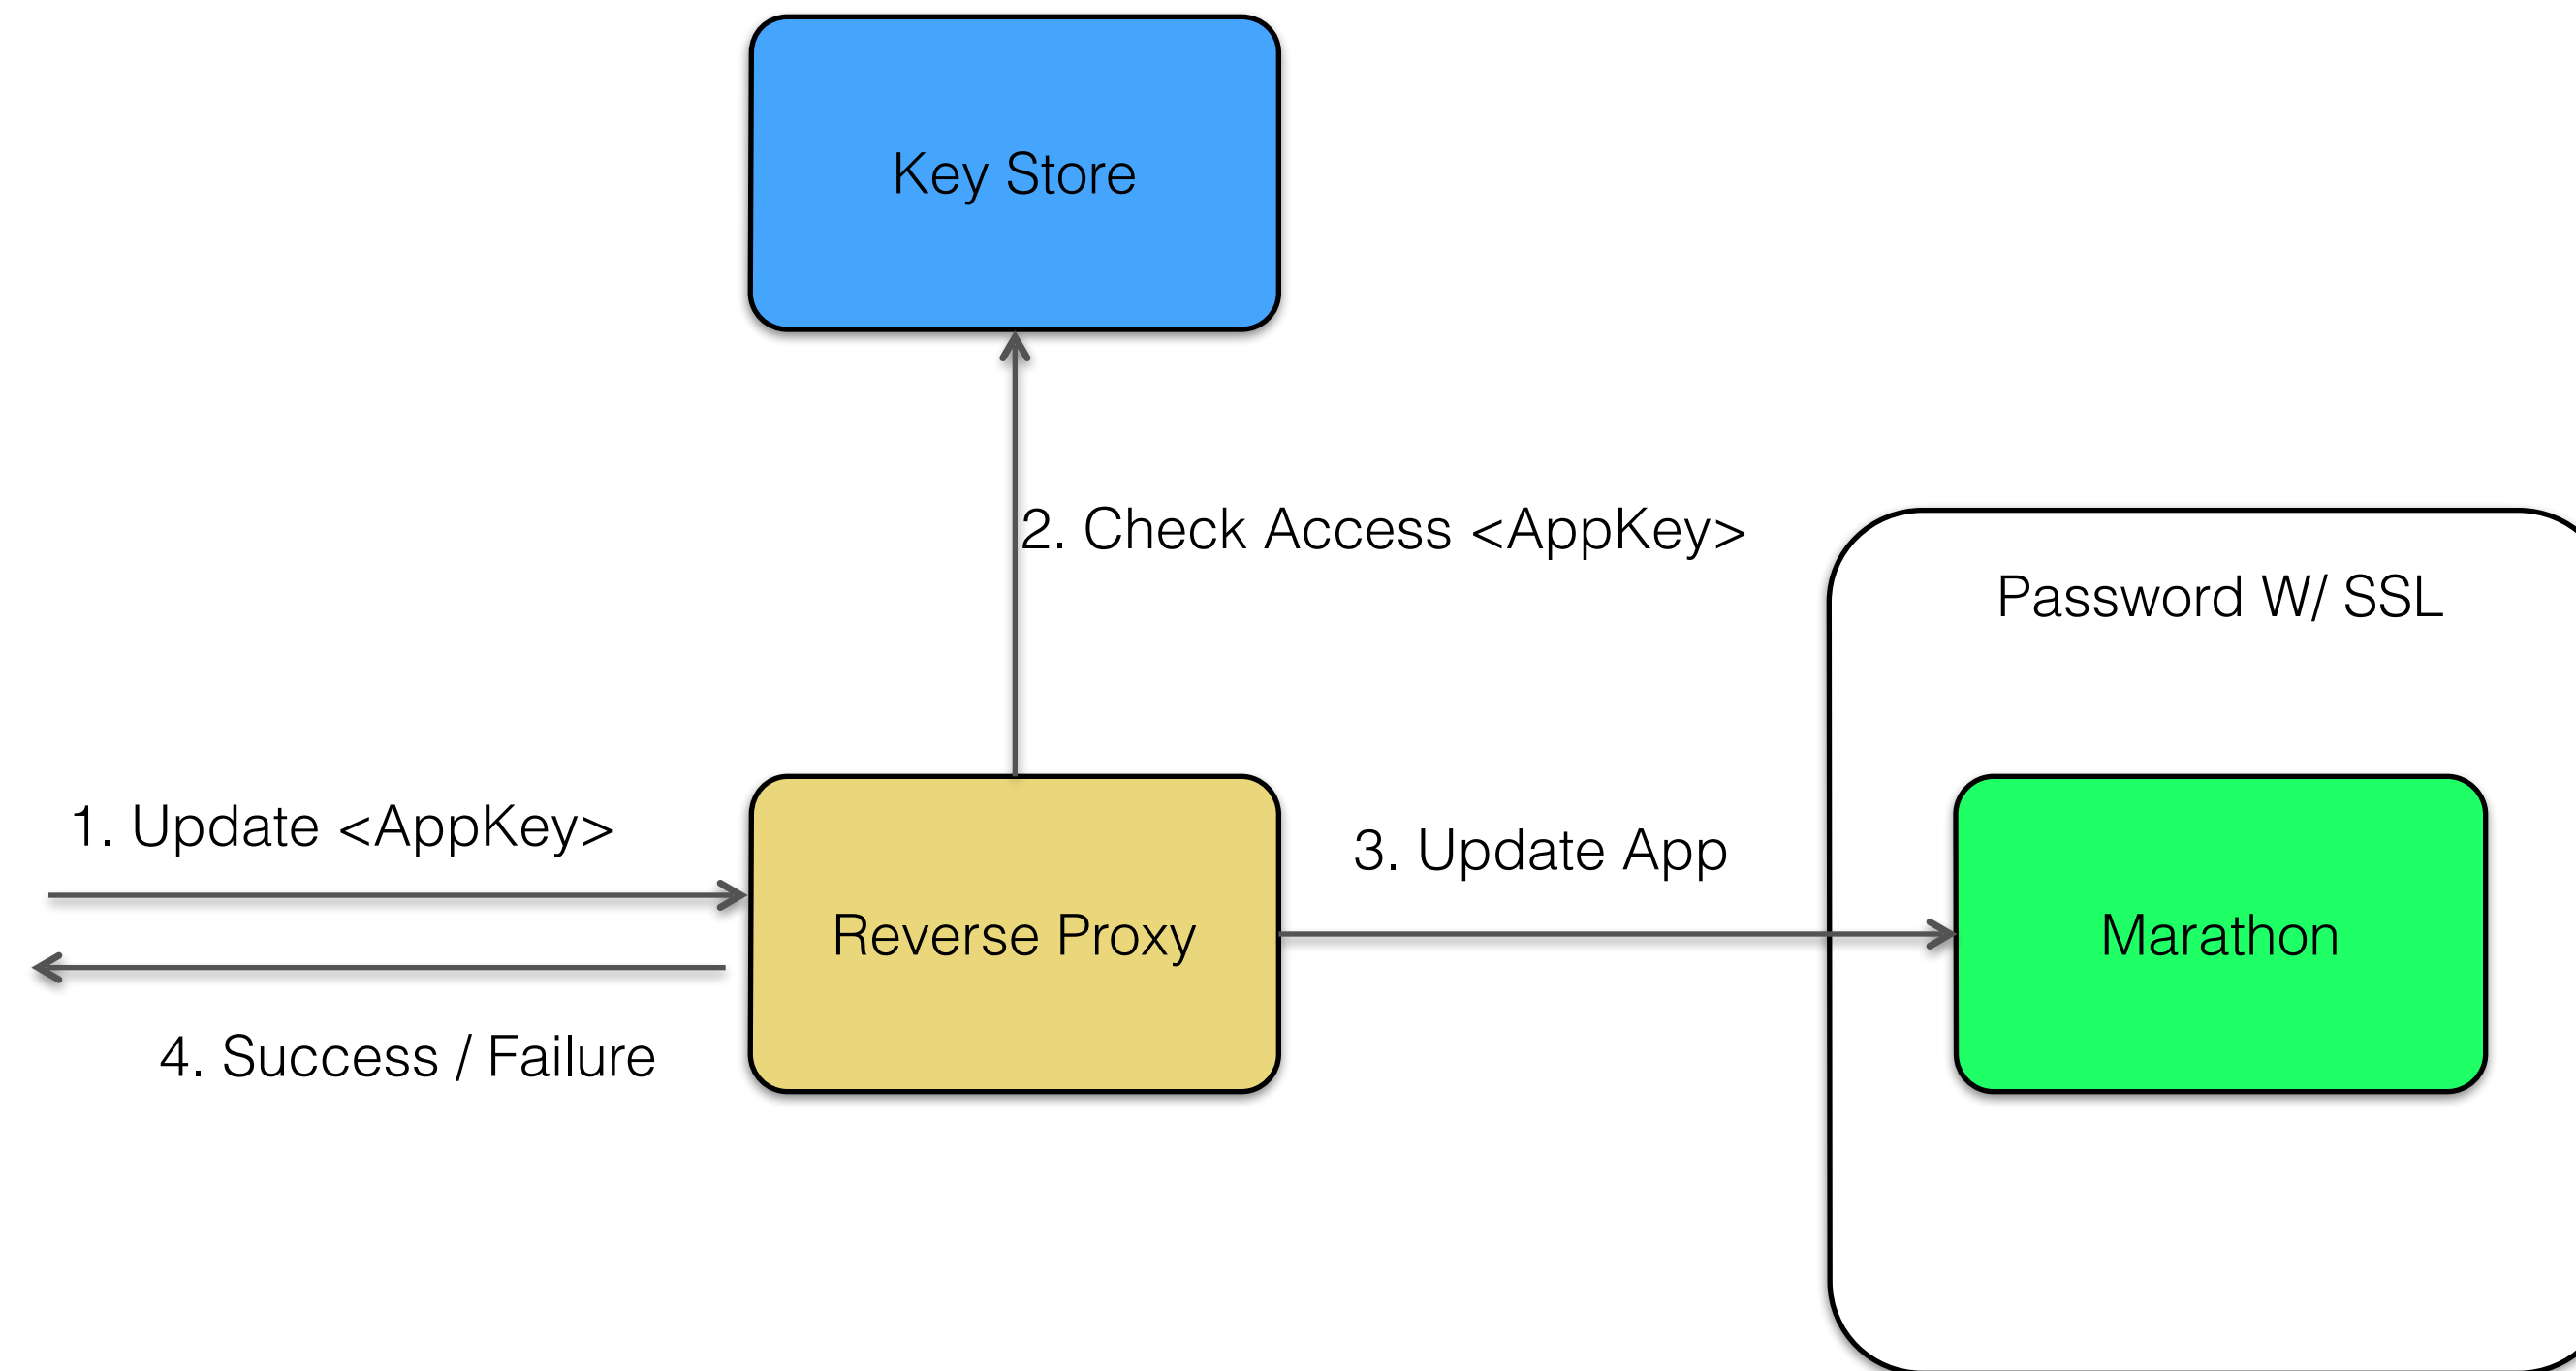 Key Store
2. Check Access <AppKey>
Password W/ SSL
1. Update <AppKey>
3. Update App
Reverse Proxy
Marathon
4. Success / Failure